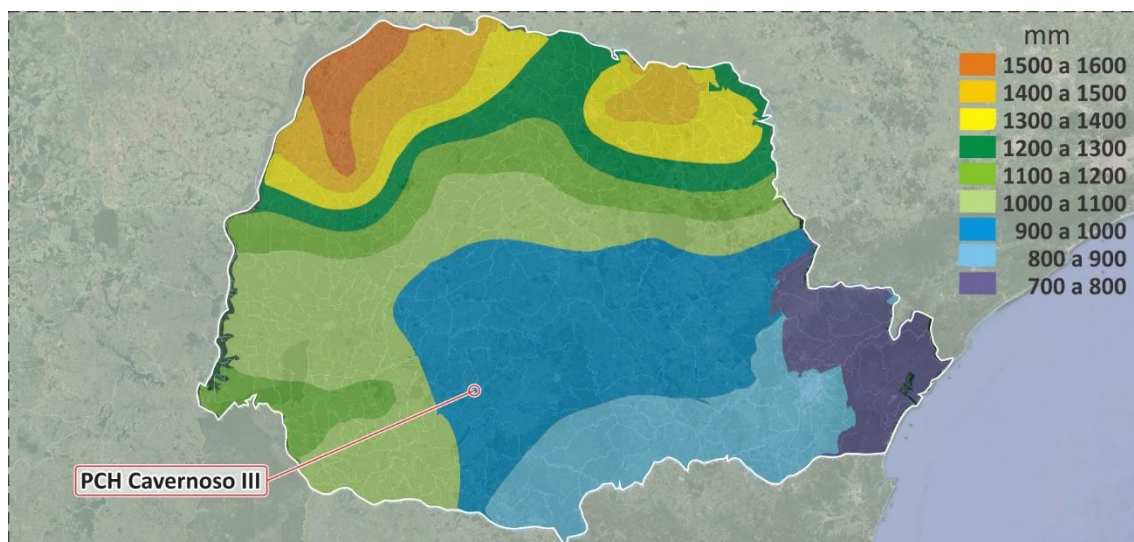 mm
1500 a 1600
1400 a 1500
1300 a 1400
1200 a 1300
1100 a 1200
1000 a 1100
900 a 1000
800 a 900
700 a 800
PCH Cavernoso III